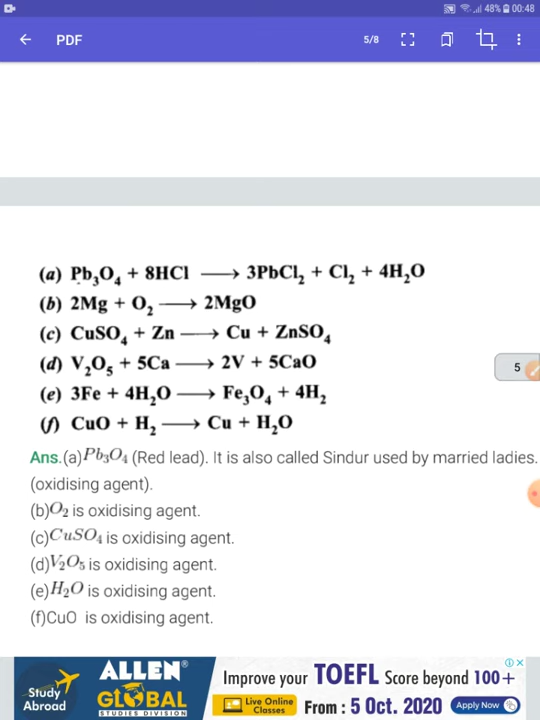 48% 00:48
PDF
5/8
(a) Pb₃O₄ + 8HCl ⟶ 3PbCl₂ + Cl₂ + 4H₂O
(b) 2Mg + O₂ ⟶ 2MgO
(c) CuSO₄ + Zn ⟶ Cu + ZnSO₄
(d) V₂O₅ + 5Ca ⟶ 2V + 5CaO
5
(e) 3Fe + 4H₂O ⟶ Fe₃O₄ + 4H₂
(f) CuO + H₂ ⟶ Cu + H₂O
Ans.(a)Pb₃O₄ (Red lead). It is also called Sindur used by married ladies.
(oxidising agent).
(b)O₂ is oxidising agent.
(c)CuSO₄ is oxidising agent.
(d)V₂O₅ is oxidising agent.
(e)H₂O is oxidising agent.
(f)CuO is oxidising agent.
Study
Abroad
ALLEN®
GLOBAL
STUDIES DIVISION
Improve your TOEFL Score beyond 100+
Live Online
Classes
From : 5 Oct. 2020
Apply Now